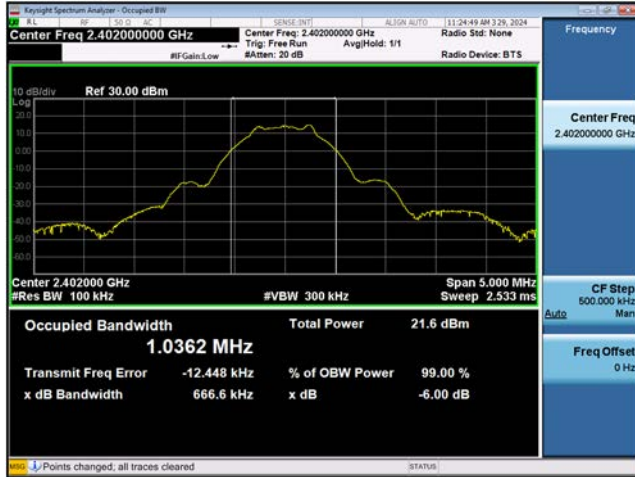 Keysight Spectrum Analyzer - Occupied BW
RL RF 50 Ω AC SENSE:INT ALIGN AUTO 11:24:49 AM 3 29, 2024
Center Freq 2.402000000 GHz
Center Freq: 2.402000000 GHz
Radio Std: None
Trig: Free Run Avg|Hold: 1/1
#IFGain:Low
#Atten: 20 dB
Radio Device: BTS
10 dB/div Ref 30.00 dBm
Log
20.0
10.0
0.00
-10.0
-20.0
-30.0
-40.0
-50.0
-60.0
Center 2.402000 GHz
Span 5.000 MHz
#Res BW 100 kHz
#VBW 300 kHz
Sweep 2.533 ms
Occupied Bandwidth
Total Power 21.6 dBm
1.0362 MHz
Transmit Freq Error -12.448 kHz
% of OBW Power 99.00 %
x dB Bandwidth 666.6 kHz
x dB -6.00 dB
Frequency
Center Freq
2.402000000 GHz
CF Step
500.000 kHz
Auto Man
Freq Offset
0 Hz
MSG Points changed; all traces cleared
STATUS